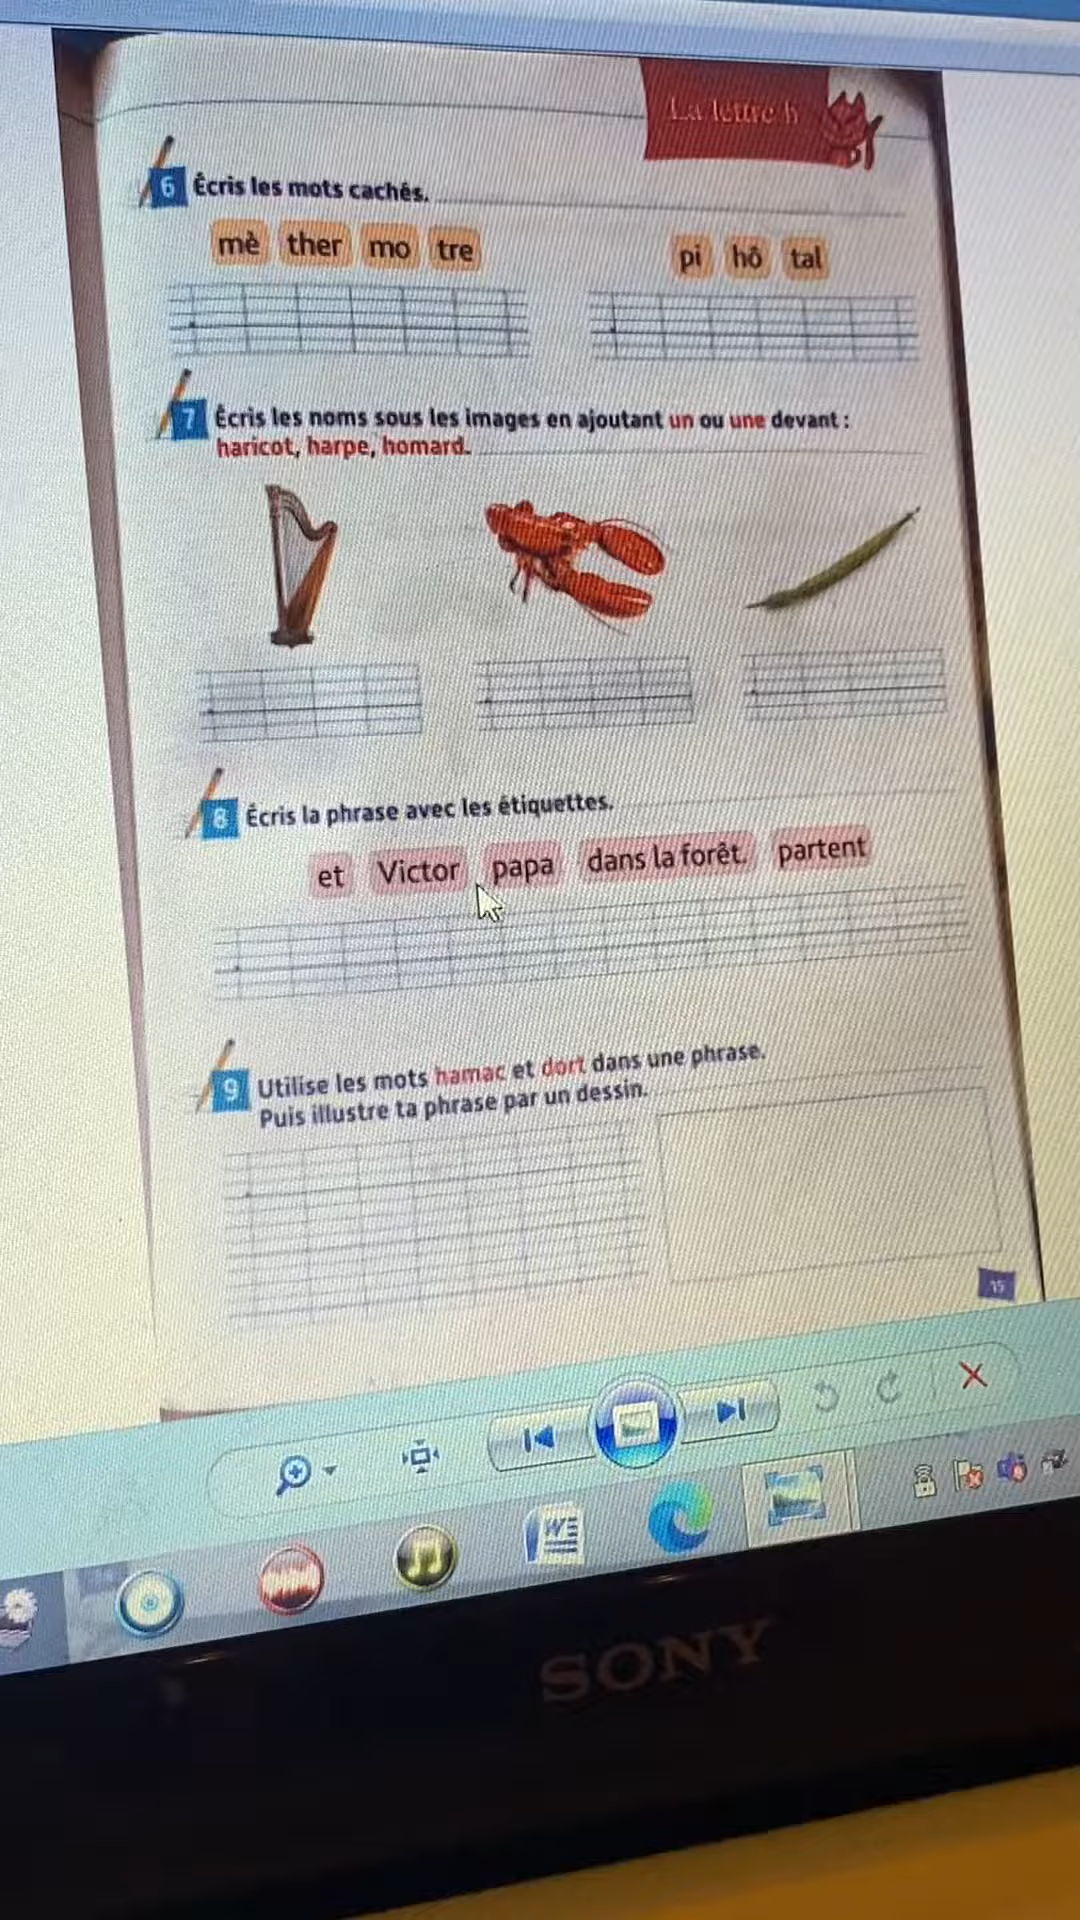 La lettre h
6 Écris les mots cachés.
mè ther mo tre
pi hô tal
7 Écris les noms sous les images en ajoutant un ou une devant :
haricot, harpe, homard.
8 Écris la phrase avec les étiquettes.
et Victor papa dans la forêt. partent
9 Utilise les mots hamac et dort dans une phrase.
Puis illustre ta phrase par un dessin.
15
SONY